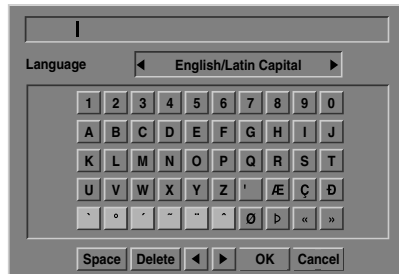 Language ◀ English/Latin Capital ▶
1 2 3 4 5 6 7 8 9 0
A B C D E F G H I J
K L M N O P Q R S T
U V W X Y Z ' Æ Ç Đ
` ° ´ ~ ¨ ^ Ø Þ « »
Space Delete ◀ ▶ OK Cancel